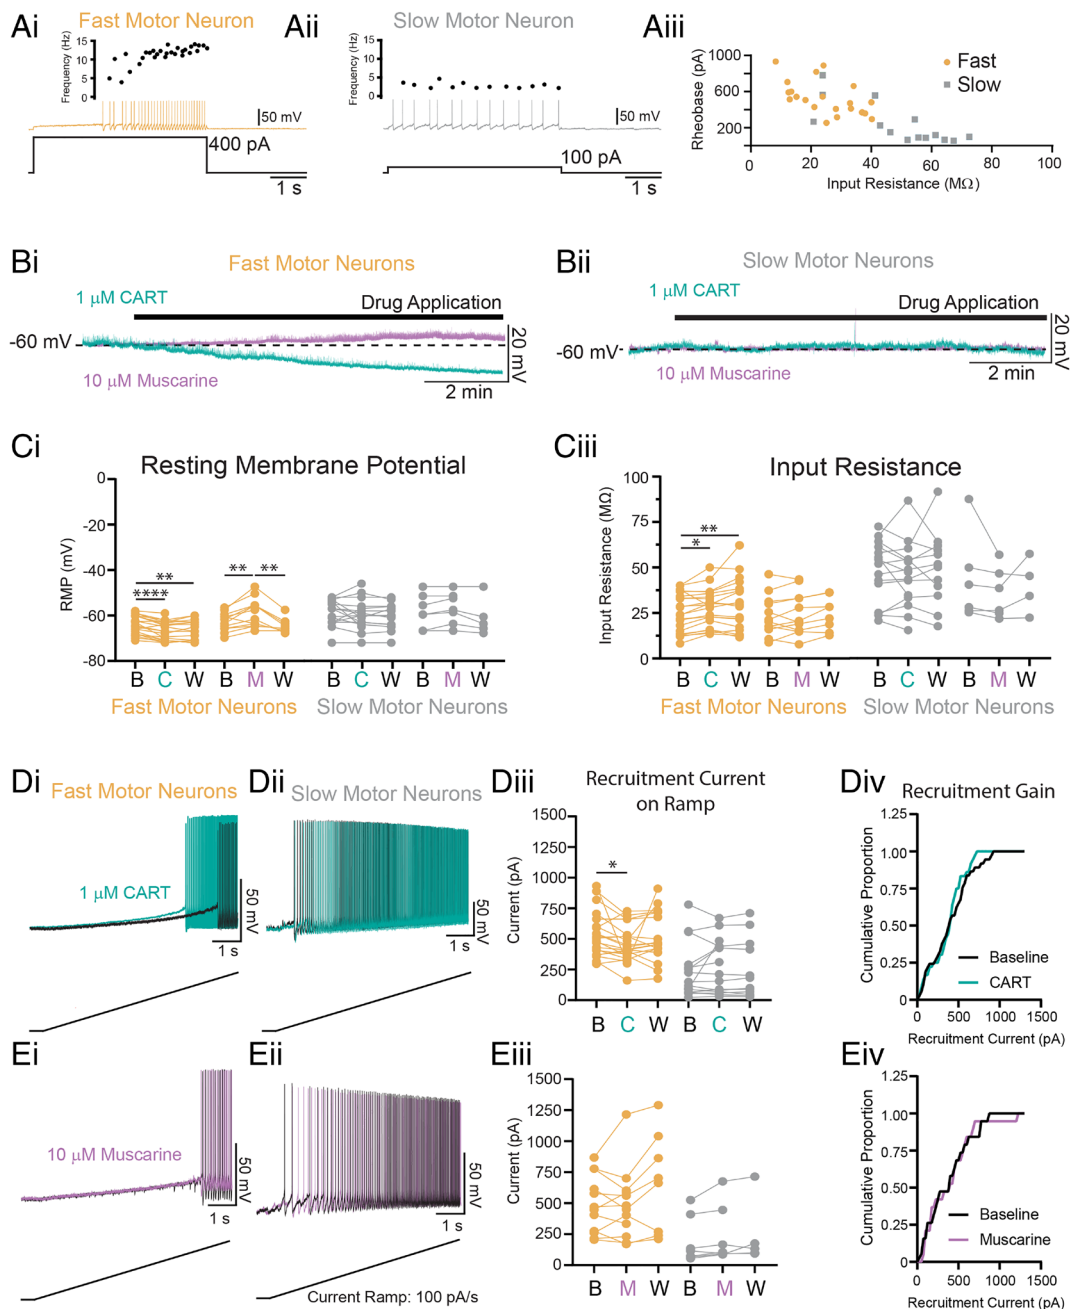 Ai
Fast Motor Neuron
Frequency (Hz)
15
10
5
0
50 mV
400 pA
1 s
Aii
Slow Motor Neuron
Frequency (Hz)
15
10
5
0
50 mV
100 pA
1 s
Aiii
Rheobase (pA)
1000
600
200
0
20
40
60
80
100
Input Resistance (MΩ)
Fast
Slow
Bi
Fast Motor Neurons
1 μM CART
Drug Application
-60 mV
20 mV
10 μM Muscarine
2 min
Bii
Slow Motor Neurons
1 μM CART
Drug Application
-60 mV
20 mV
10 μM Muscarine
2 min
Ci
Resting Membrane Potential
RMP (mV)
0
-20
-40
-60
-80
**
****
**
**
B C W B M W B C W B M W
Fast Motor Neurons Slow Motor Neurons
Ciii
Input Resistance
Input Resistance (MΩ)
100
75
50
25
0
**
*
B C W B M W B C W B M W
Fast Motor Neurons Slow Motor Neurons
Di
Fast Motor Neurons
1 μM CART
50 mV
1 s
Dii
Slow Motor Neurons
50 mV
1 s
Diii
Recruitment Current
on Ramp
Current (pA)
1500
1250
1000
750
500
250
0
*
B C W B C W
Div
Recruitment Gain
Cumulative Proportion
1.25
1.00
0.75
0.50
0.25
0
Baseline
CART
0 500 1000 1500
Recruitment Current (pA)
Ei
10 μM Muscarine
50 mV
1 s
Eii
50 mV
1 s
Current Ramp: 100 pA/s
Eiii
Current (pA)
1500
1250
1000
750
500
250
0
B M W B M W
Eiv
Cumulative Proportion
1.25
1.00
0.75
0.50
0.25
0
Baseline
Muscarine
0 500 1000 1500
Recruitment Current (pA)